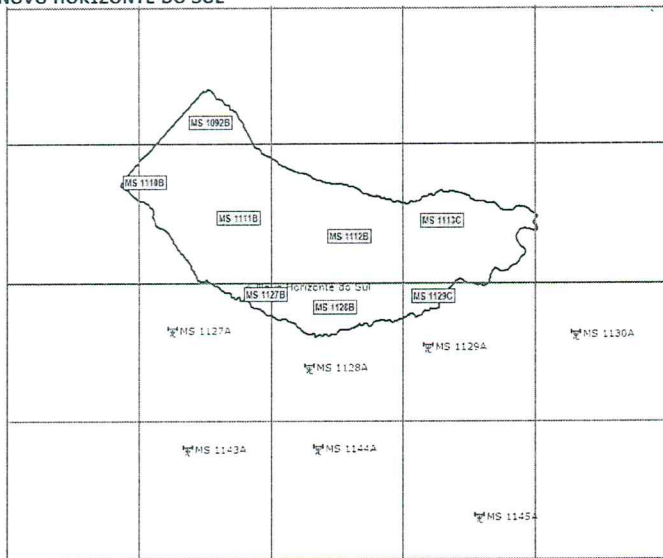 NOVO HORIZONTE DO SUL
MS 1092B
MS 1110B
MS 1111B
MS 1112B
MS 1113C
Novo Horizonte do Sul
MS 1127B
MS 1128B
MS 1129C
MS 1127A
MS 1128A
MS 1129A
MS 1130A
MS 1143A
MS 1144A
MS 1145A